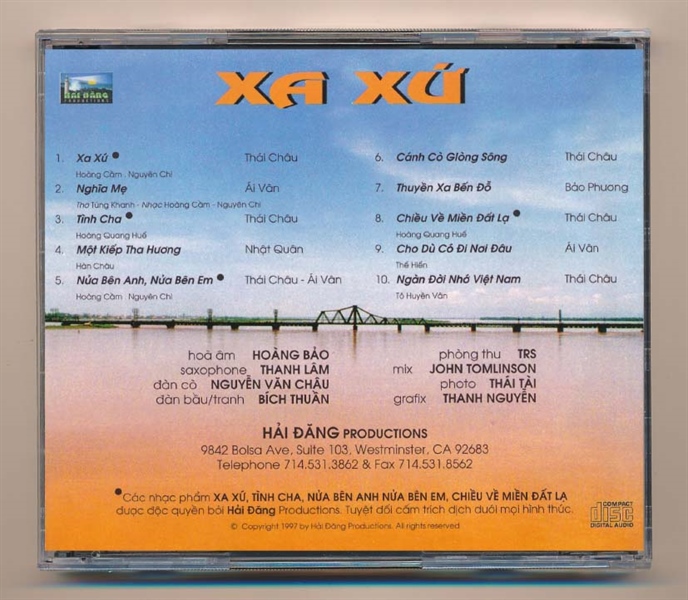 HẢI ĐĂNG
PRODUCTIONS
XA XỨ
1. Xa Xứ ● Thái Châu
Hoàng Cầm . Nguyên Chi
2. Nghĩa Mẹ Ái Vân
Thơ Tùng Khanh - Nhạc Hoàng Cầm - Nguyên Chi
3. Tình Cha ● Thái Châu
Hoàng Quang Huế
4. Một Kiếp Tha Hương Nhật Quân
Hàn Châu
5. Nửa Bên Anh, Nửa Bên Em ● Thái Châu - Ái Vân
Hoàng Cầm . Nguyên Chi
6. Cánh Cò Giòng Sông Thái Châu
7. Thuyền Xa Bến Đỗ Bảo Phương
8. Chiều Về Miền Đất Lạ ● Thái Châu
Hoàng Quang Huế
9. Cho Dù Có Đi Nơi Đâu Ái Vân
Thế Hiển
10. Ngàn Đời Nhớ Việt Nam Thái Châu
Tô Huyền Vân
hoà âm HOÀNG BẢO
saxophone THANH LÂM
đàn cò NGUYỄN VĂN CHÂU
đàn bầu/tranh BÍCH THUẬN
phòng thu TRS
mix JOHN TOMLINSON
photo THÁI TÀI
grafix THANH NGUYỄN
HẢI ĐĂNG PRODUCTIONS
9842 Bolsa Ave, Suite 103, Westminster, CA 92683
Telephone 714.531.3862 & Fax 714.531.8562
●Các nhạc phẩm XA XỨ, TÌNH CHA, NỬA BÊN ANH NỬA BÊN EM, CHIỀU VỀ MIỀN ĐẤT LẠ
được độc quyền bởi Hải Đăng Productions. Tuyệt đối cấm trích dịch dưới mọi hình thức.
© Copyright 1997 by Hải Đăng Productions. All rights reserved
COMPACT
disc
DIGITAL AUDIO